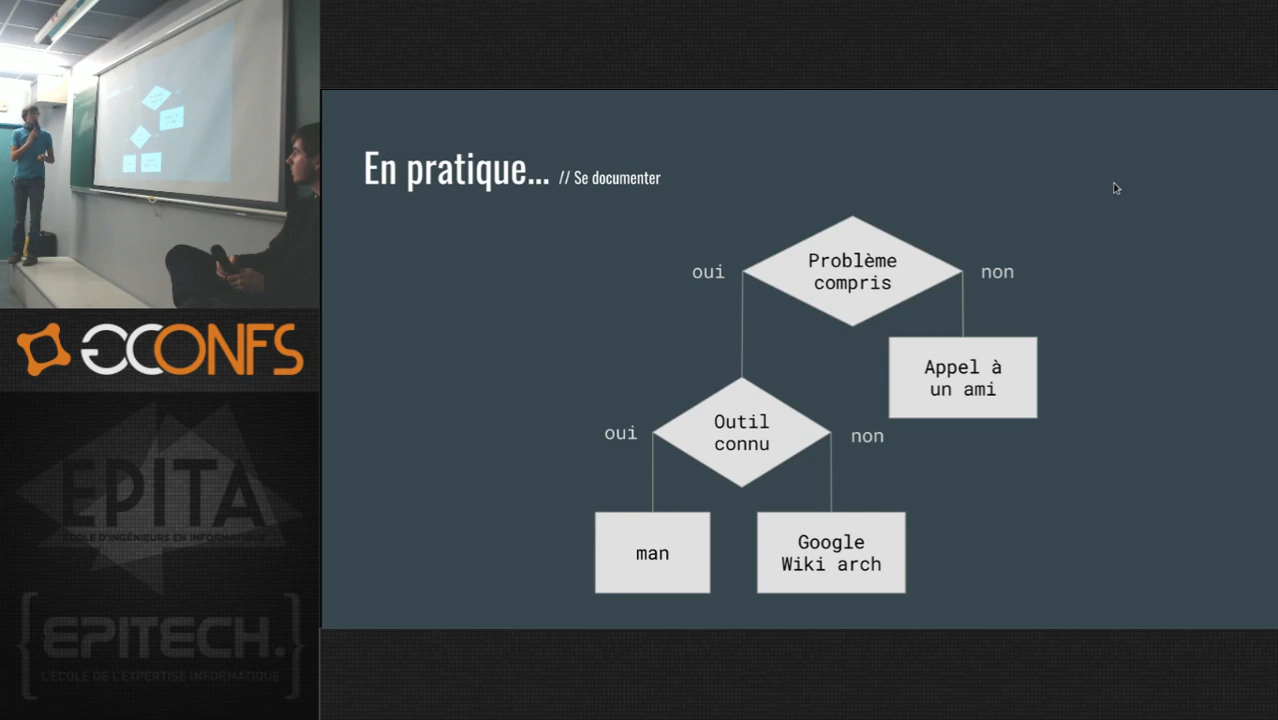 En pratique... // Se documenter
oui
Problème
compris
non
Appel à
un ami
oui
Outil
connu
non
man
Google
Wiki arch
GCONFS
EPITA
ÉCOLE D'INGÉNIEURS EN INFORMATIQUE
{EPITECH.}
L'ÉCOLE DE L'EXPERTISE INFORMATIQUE